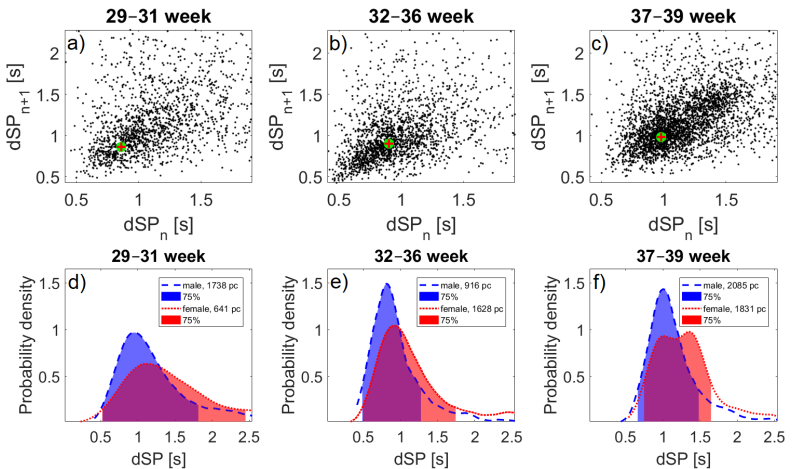 29–31 week
32–36 week
37–39 week
a)
b)
c)
dSPn+1 [s]
dSPn+1 [s]
dSPn+1 [s]
2
1.5
1
0.5
2
1.5
1
0.5
2
1.5
1
0.5
0.5 1 1.5
0.5 1 1.5
0.5 1 1.5
dSPn [s]
dSPn [s]
dSPn [s]
29–31 week
32–36 week
37–39 week
d)
e)
f)
Probability density
Probability density
Probability density
1.5
1
0.5
1.5
1
0.5
1.5
1
0.5
male, 1738 pc
75%
female, 641 pc
75%
male, 916 pc
75%
female, 1628 pc
75%
male, 2085 pc
75%
female, 1831 pc
75%
0.5 1 1.5 2 2.5
0.5 1 1.5 2 2.5
0.5 1 1.5 2 2.5
dSP [s]
dSP [s]
dSP [s]